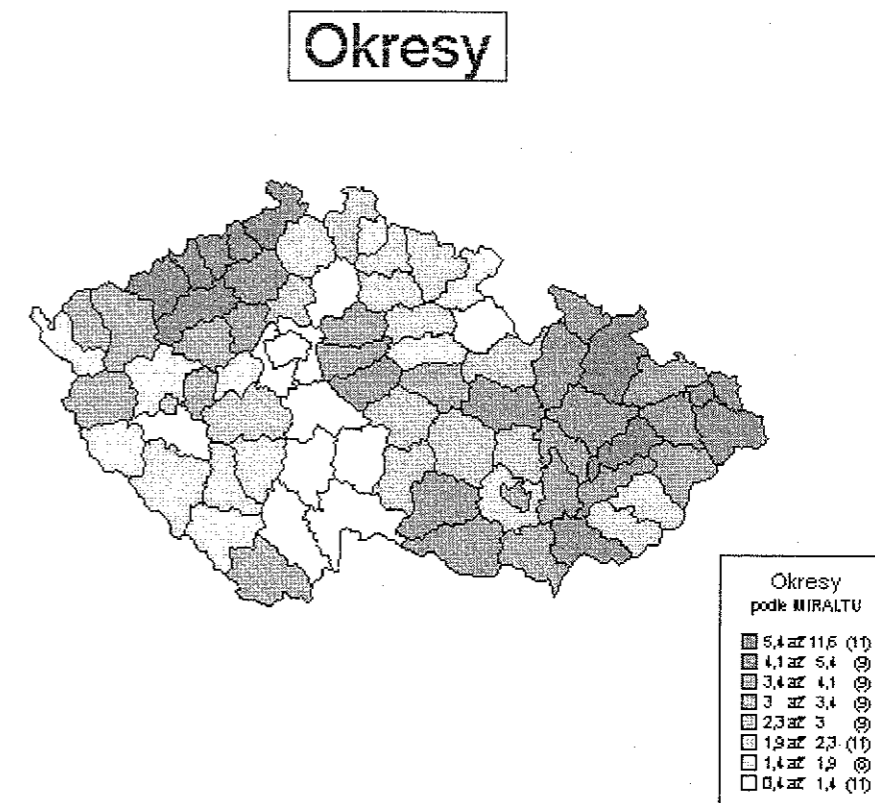 Okresy
Okresy
podle MIRALTU
5,4 až 11,6 (11)
4,1 až 5,4 (9)
3,4 až 4,1 (9)
3 až 3,4 (9)
2,3 až 3 (9)
1,9 až 2,3 (11)
1,4 až 1,9 (6)
0,4 až 1,4 (11)